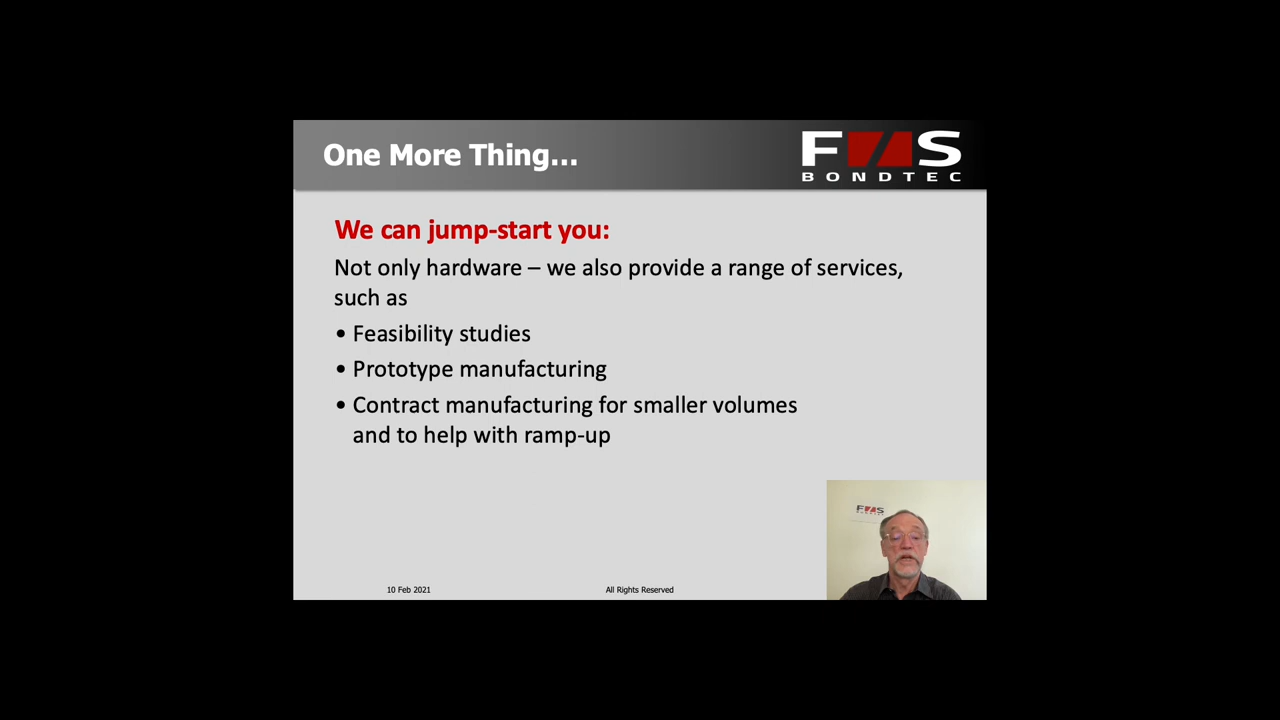 One More Thing...
F S
BONDTEC
We can jump-start you:
Not only hardware – we also provide a range of services,
such as
• Feasibility studies
• Prototype manufacturing
• Contract manufacturing for smaller volumes
and to help with ramp-up
F S
BONDTEC
10 Feb 2021
All Rights Reserved